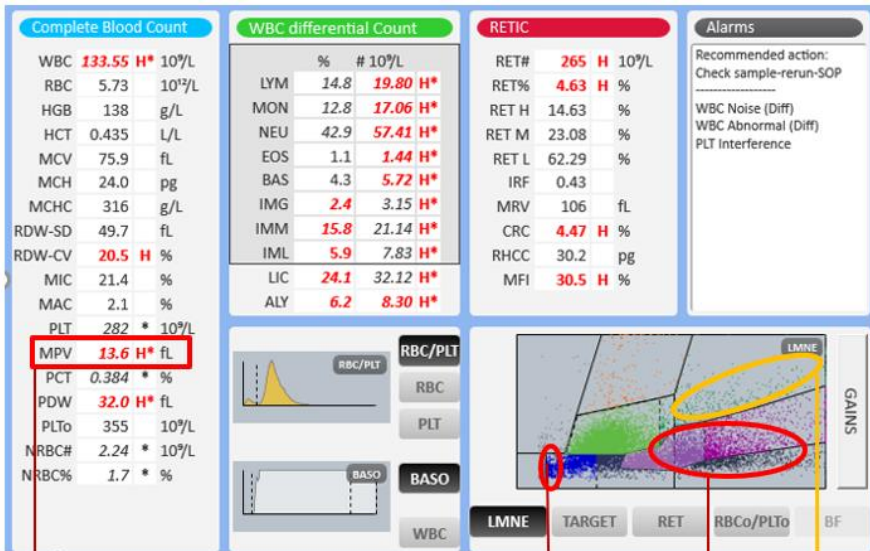 Complete Blood Count
WBC 133.55 H* 10⁹/L
RBC 5.73 10¹²/L
HGB 138 g/L
HCT 0.435 L/L
MCV 75.9 fL
MCH 24.0 pg
MCHC 316 g/L
RDW-SD 49.7 fL
RDW-CV 20.5 H %
MIC 21.4 %
MAC 2.1 %
PLT 282 * 10⁹/L
MPV 13.6 H* fL
PCT 0.384 * %
PDW 32.0 H* fL
PLTo 355 10⁹/L
NRBC# 2.24 * 10⁹/L
NRBC% 1.7 * %
WBC differential Count
% # 10⁹/L
LYM 14.8 19.80 H*
MON 12.8 17.06 H*
NEU 42.9 57.41 H*
EOS 1.1 1.44 H*
BAS 4.3 5.72 H*
IMG 2.4 3.15 H*
IMM 15.8 21.14 H*
IML 5.9 7.83 H*
LIC 24.1 32.12 H*
ALY 6.2 8.30 H*
RETIC
RET# 265 H 10⁹/L
RET% 4.63 H %
RET H 14.63 %
RET M 23.08 %
RET L 62.29 %
IRF 0.43
MRV 106 fL
CRC 4.47 H %
RHCC 30.2 pg
MFI 30.5 H %
Alarms
Recommended action:
Check sample-rerun-SOP
------------------
WBC Noise (Diff)
WBC Abnormal (Diff)
PLT Interference
RBC/PLT
RBC/PLT
RBC
PLT
BASO
BASO
WBC
LMNE
GAINS
LMNE TARGET RET RBCo/PLTo BF